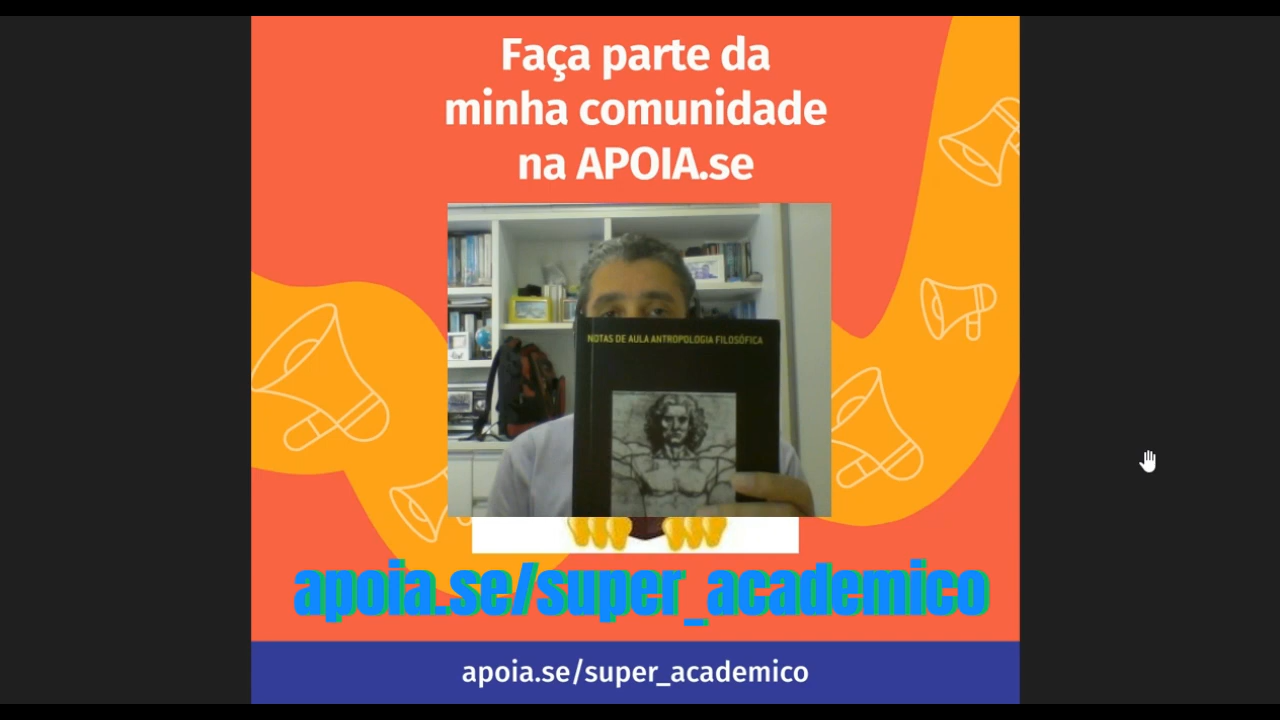 Faça parte da
minha comunidade
na APOIA.se
NOTAS DE AULA ANTROPOLOGIA FILOSÓFICA
apoia.se/super_academico
apoia.se/super_academico